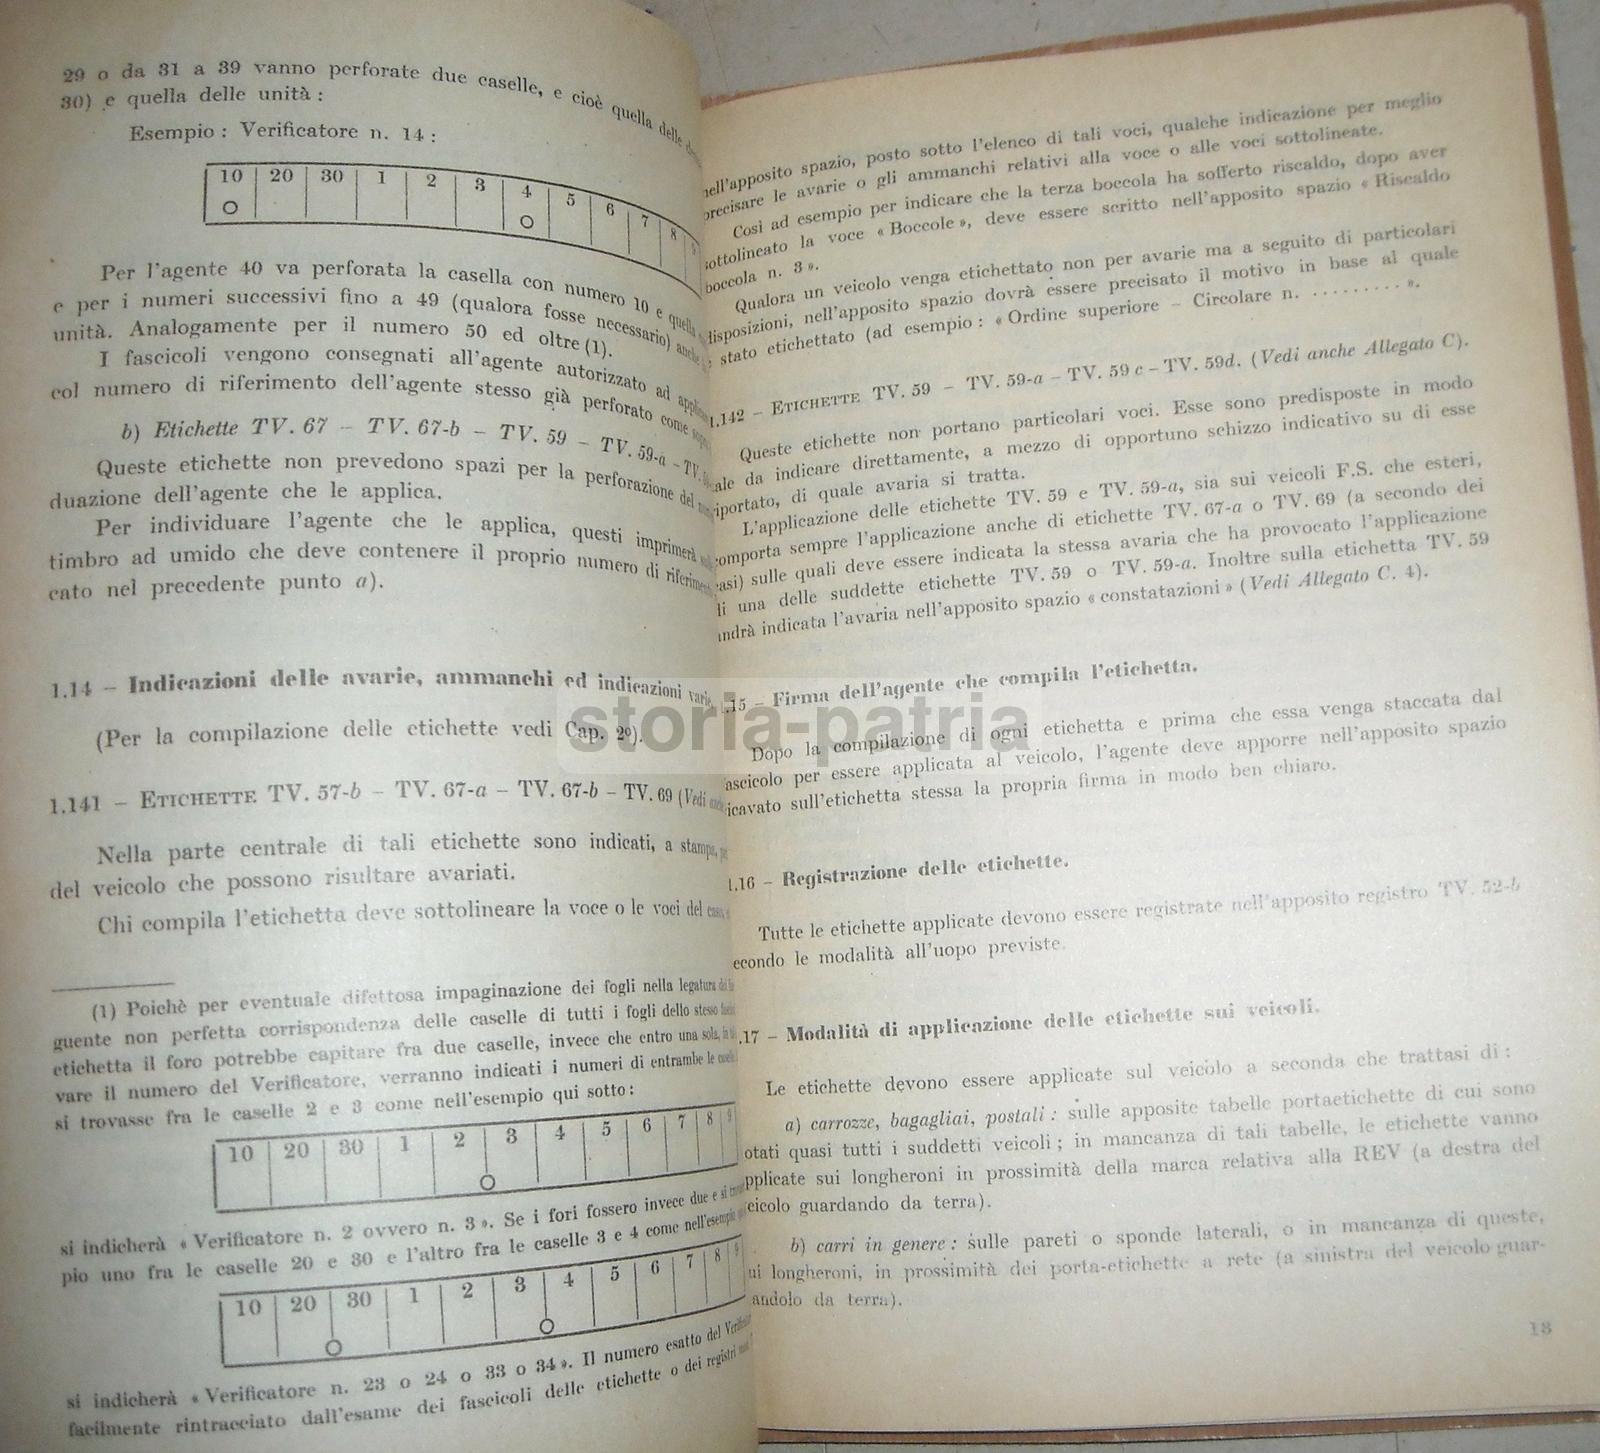 29 o da 31 a 39 vanno perforate due caselle, e cioè quella delle
30) e quella delle unità :
Esempio : Verificatore n. 14 :
10 20 30 1 2 3 4 5 6 7 8 9
Per l'agente 40 va perforata la casella con numero 10 e quella
e per i numeri successivi fino a 49 (qualora fosse necessario) anche
unità. Analogamente per il numero 50 ed oltre (1).
I fascicoli vengono consegnati all'agente autorizzato ad
col numero di riferimento dell'agente stesso già perforato come sopra
b) Etichette TV. 67 – TV. 67-b – TV. 59 – TV. 59-a – TV.
Queste etichette non prevedono spazi per la perforazione del
duazione dell'agente che le applica.
Per individuare l'agente che le applica, questi imprimerà
timbro ad umido che deve contenere il proprio numero di
cato nel precedente punto a).
1.14 – Indicazioni delle avarie, ammanchi ed indicazioni varie.
(Per la compilazione delle etichette vedi Cap. 2º).
1.141 – ETICHETTE TV. 57-b – TV. 67-a – TV. 67-b – TV. 69 (Vedi
Nella parte centrale di tali etichette sono indicati, a stampa,
del veicolo che possono risultare avariati.
Chi compila l'etichetta deve sottolineare la voce o le voci del caso,
(1) Poichè per eventuale difettosa impaginazione dei fogli nella legatura
guente non perfetta corrispondenza delle caselle di tutti i fogli dello stesso
etichetta il foro potrebbe capitare fra due caselle, invece che entro una sola,
vare il numero del Verificatore, verranno indicati i numeri di entrambe le
si trovasse fra le caselle 2 e 3 come nell'esempio qui sotto :
10 20 30 1 2 3 4 5 6 7 8 9
si indicherà « Verificatore n. 2 ovvero n. 3 ». Se i fori fossero invece due e si
pio uno fra le caselle 20 e 30 e l'altro fra le caselle 3 e 4 come nell'esempio
10 20 30 1 2 3 4 5 6 7 8 9
si indicherà « Verificatore n. 23 o 24 o 33 o 34 ». Il numero esatto del
facilmente rintracciato dall'esame dei fascicoli delle etichette o dei registri
nell'apposito spazio, posto sotto l'elenco di tali voci, qualche indicazione per meglio
precisare le avarie o gli ammanchi relativi alla voce o alle voci sottolineate.
Così ad esempio per indicare che la terza boccola ha sofferto riscaldo, dopo aver
sottolineato la voce « Boccole », deve essere scritto nell'apposito spazio « Riscaldo
boccola n. 3 ».
Qualora un veicolo venga etichettato non per avarie ma a seguito di particolari
disposizioni, nell'apposito spazio dovrà essere precisato il motivo in base al quale
stato etichettato (ad esempio : « Ordine superiore – Circolare n. ......... ».
1.142 – ETICHETTE TV. 59 – TV. 59-a – TV. 59 c – TV. 59d. (Vedi anche Allegato C).
Queste etichette non portano particolari voci. Esse sono predisposte in modo
ale da indicare direttamente, a mezzo di opportuno schizzo indicativo su di esse
iportato, di quale avaria si tratta.
L'applicazione delle etichette TV. 59 e TV. 59-a, sia sui veicoli F.S. che esteri,
comporta sempre l'applicazione anche di etichette TV. 67-a o TV. 69 (a secondo dei
casi) sulle quali deve essere indicata la stessa avaria che ha provocato l'applicazione
di una delle suddette etichette TV. 59 o TV. 59-a. Inoltre sulla etichetta TV. 59
andrà indicata l'avaria nell'apposito spazio « constatazioni » (Vedi Allegato C. 4).
.15 – Firma dell'agente che compila l'etichetta.
Dopo la compilazione di ogni etichetta e prima che essa venga staccata dal
ascicolo per essere applicata al veicolo, l'agente deve apporre nell'apposito spazio
icavato sull'etichetta stessa la propria firma in modo ben chiaro.
1.16 – Registrazione delle etichette.
Tutte le etichette applicate devono essere registrate nell'apposito registro TV. 52-b
econdo le modalità all'uopo previste.
.17 – Modalità di applicazione delle etichette sui veicoli.
Le etichette devono essere applicate sul veicolo a seconda che trattasi di :
a) carrozze, bagagliai, postali : sulle apposite tabelle portaetichette di cui sono
otati quasi tutti i suddetti veicoli ; in mancanza di tali tabelle, le etichette vanno
pplicate sui longheroni in prossimità della marca relativa alla REV (a destra del
eicolo guardando da terra).
b) carri in genere : sulle pareti o sponde laterali, o in mancanza di queste,
ui longheroni, in prossimità dei porta-etichette a rete (a sinistra del veicolo guar-
andolo da terra).
18
storia-patria